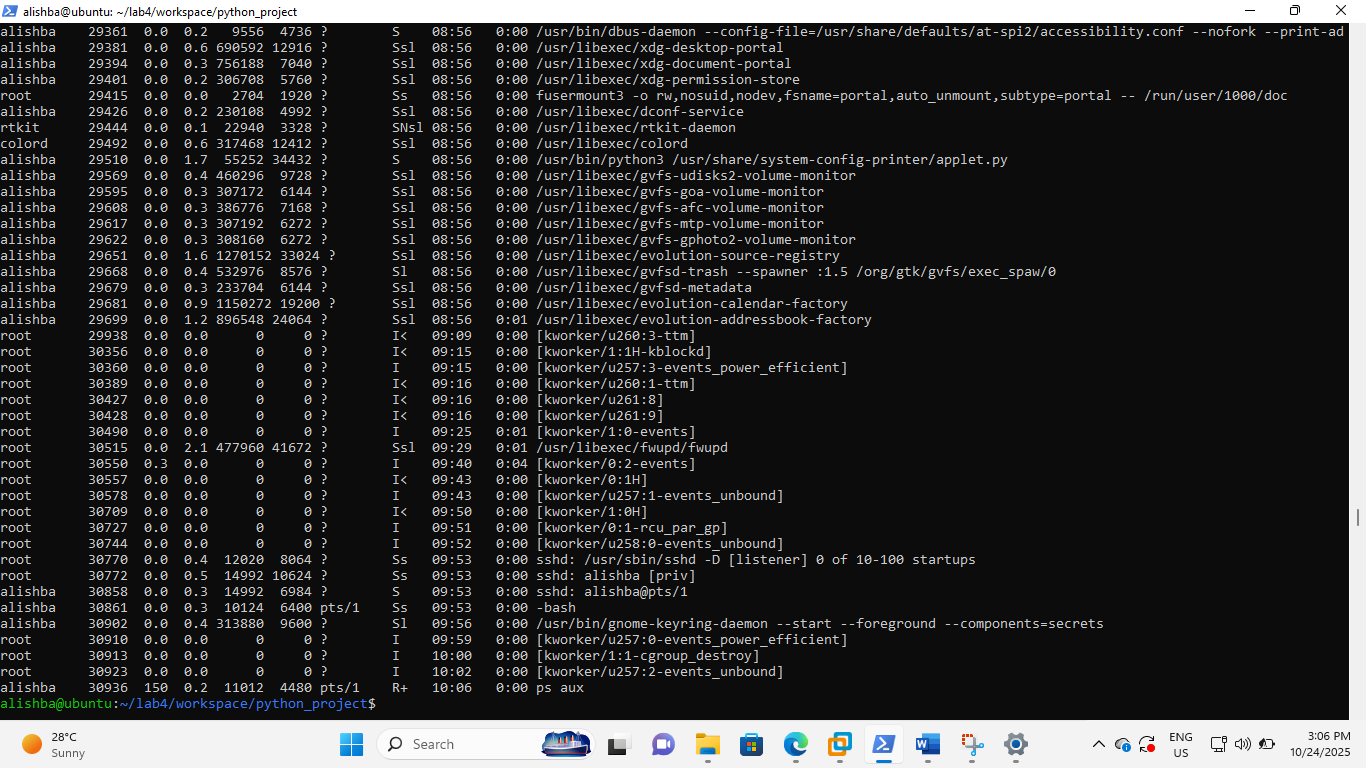 alishba@ubuntu: ~/lab4/workspace/python_project
alishba    29361  0.0  0.2   9556  4736 ?        S    08:56   0:00 /usr/bin/dbus-daemon --config-file=/usr/share/defaults/at-spi2/accessibility.conf --nofork --print-ad
alishba    29381  0.0  0.6 690592 12916 ?        Ssl  08:56   0:00 /usr/libexec/xdg-desktop-portal
alishba    29394  0.0  0.3 756188  7040 ?        Ssl  08:56   0:00 /usr/libexec/xdg-document-portal
alishba    29401  0.0  0.2 306708  5760 ?        Ssl  08:56   0:00 /usr/libexec/xdg-permission-store
root       29415  0.0  0.0   2704  1920 ?        Ss   08:56   0:00 fusermount3 -o rw,nosuid,nodev,fsname=portal,auto_unmount,subtype=portal -- /run/user/1000/doc
alishba    29426  0.0  0.2 230108  4992 ?        Ssl  08:56   0:00 /usr/libexec/dconf-service
rtkit      29444  0.0  0.1  22940  3328 ?        SNsl 08:56   0:00 /usr/libexec/rtkit-daemon
colord     29492  0.0  0.6 317468 12412 ?        Ssl  08:56   0:00 /usr/libexec/colord
alishba    29510  0.0  1.7  55252 34432 ?        S    08:56   0:00 /usr/bin/python3 /usr/share/system-config-printer/applet.py
alishba    29569  0.0  0.4 460296  9728 ?        Ssl  08:56   0:00 /usr/libexec/gvfs-udisks2-volume-monitor
alishba    29595  0.0  0.3 307172  6144 ?        Ssl  08:56   0:00 /usr/libexec/gvfs-goa-volume-monitor
alishba    29608  0.0  0.3 386776  7168 ?        Ssl  08:56   0:00 /usr/libexec/gvfs-afc-volume-monitor
alishba    29617  0.0  0.3 307192  6272 ?        Ssl  08:56   0:00 /usr/libexec/gvfs-mtp-volume-monitor
alishba    29622  0.0  0.3 308160  6272 ?        Ssl  08:56   0:00 /usr/libexec/gvfs-gphoto2-volume-monitor
alishba    29651  0.0  1.6 1270152 33024 ?       Ssl  08:56   0:00 /usr/libexec/evolution-source-registry
alishba    29668  0.0  0.4 532976  8576 ?        Sl   08:56   0:00 /usr/libexec/gvfsd-trash --spawner :1.5 /org/gtk/gvfs/exec_spaw/0
alishba    29679  0.0  0.3 233704  6144 ?        Ssl  08:56   0:00 /usr/libexec/gvfsd-metadata
alishba    29681  0.0  0.9 1150272 19200 ?       Ssl  08:56   0:00 /usr/libexec/evolution-calendar-factory
alishba    29699  0.0  1.2 896548 24064 ?        Ssl  08:56   0:01 /usr/libexec/evolution-addressbook-factory
root       29938  0.0  0.0      0     0 ?        I<   09:09   0:00 [kworker/u260:3-ttm]
root       30356  0.0  0.0      0     0 ?        I<   09:15   0:00 [kworker/1:1H-kblockd]
root       30360  0.0  0.0      0     0 ?        I    09:15   0:00 [kworker/u257:3-events_power_efficient]
root       30389  0.0  0.0      0     0 ?        I<   09:16   0:00 [kworker/u260:1-ttm]
root       30427  0.0  0.0      0     0 ?        I<   09:16   0:00 [kworker/u261:8]
root       30428  0.0  0.0      0     0 ?        I<   09:16   0:00 [kworker/u261:9]
root       30490  0.0  0.0      0     0 ?        I    09:25   0:01 [kworker/1:0-events]
root       30515  0.0  2.1 477960 41672 ?        Ssl  09:29   0:01 /usr/libexec/fwupd/fwupd
root       30550  0.3  0.0      0     0 ?        I    09:40   0:04 [kworker/0:2-events]
root       30557  0.0  0.0      0     0 ?        I<   09:43   0:00 [kworker/0:1H]
root       30578  0.0  0.0      0     0 ?        I    09:43   0:00 [kworker/u257:1-events_unbound]
root       30709  0.0  0.0      0     0 ?        I<   09:50   0:00 [kworker/1:0H]
root       30727  0.0  0.0      0     0 ?        I    09:51   0:00 [kworker/0:1-rcu_par_gp]
root       30744  0.0  0.0      0     0 ?        I    09:52   0:00 [kworker/u258:0-events_unbound]
root       30770  0.0  0.4  12020  8064 ?        Ss   09:53   0:00 sshd: /usr/sbin/sshd -D [listener] 0 of 10-100 startups
root       30772  0.0  0.5  14992 10624 ?        Ss   09:53   0:00 sshd: alishba [priv]
alishba    30858  0.0  0.3  14992  6984 ?        S    09:53   0:00 sshd: alishba@pts/1
alishba    30861  0.0  0.3  10124  6400 pts/1    Ss   09:53   0:00 -bash
alishba    30902  0.0  0.4 313880  9600 ?        Sl   09:56   0:00 /usr/bin/gnome-keyring-daemon --start --foreground --components=secrets
root       30910  0.0  0.0      0     0 ?        I    09:59   0:00 [kworker/u257:0-events_power_efficient]
root       30913  0.0  0.0      0     0 ?        I    10:00   0:00 [kworker/1:1-cgroup_destroy]
root       30923  0.0  0.0      0     0 ?        I    10:02   0:00 [kworker/u257:2-events_unbound]
alishba    30936  150  0.2  11012  4480 pts/1    R+   10:06   0:00 ps aux
alishba@ubuntu:~/lab4/workspace/python_project$
28°C
Sunny
Search
ENG
US
3:06 PM
10/24/2025